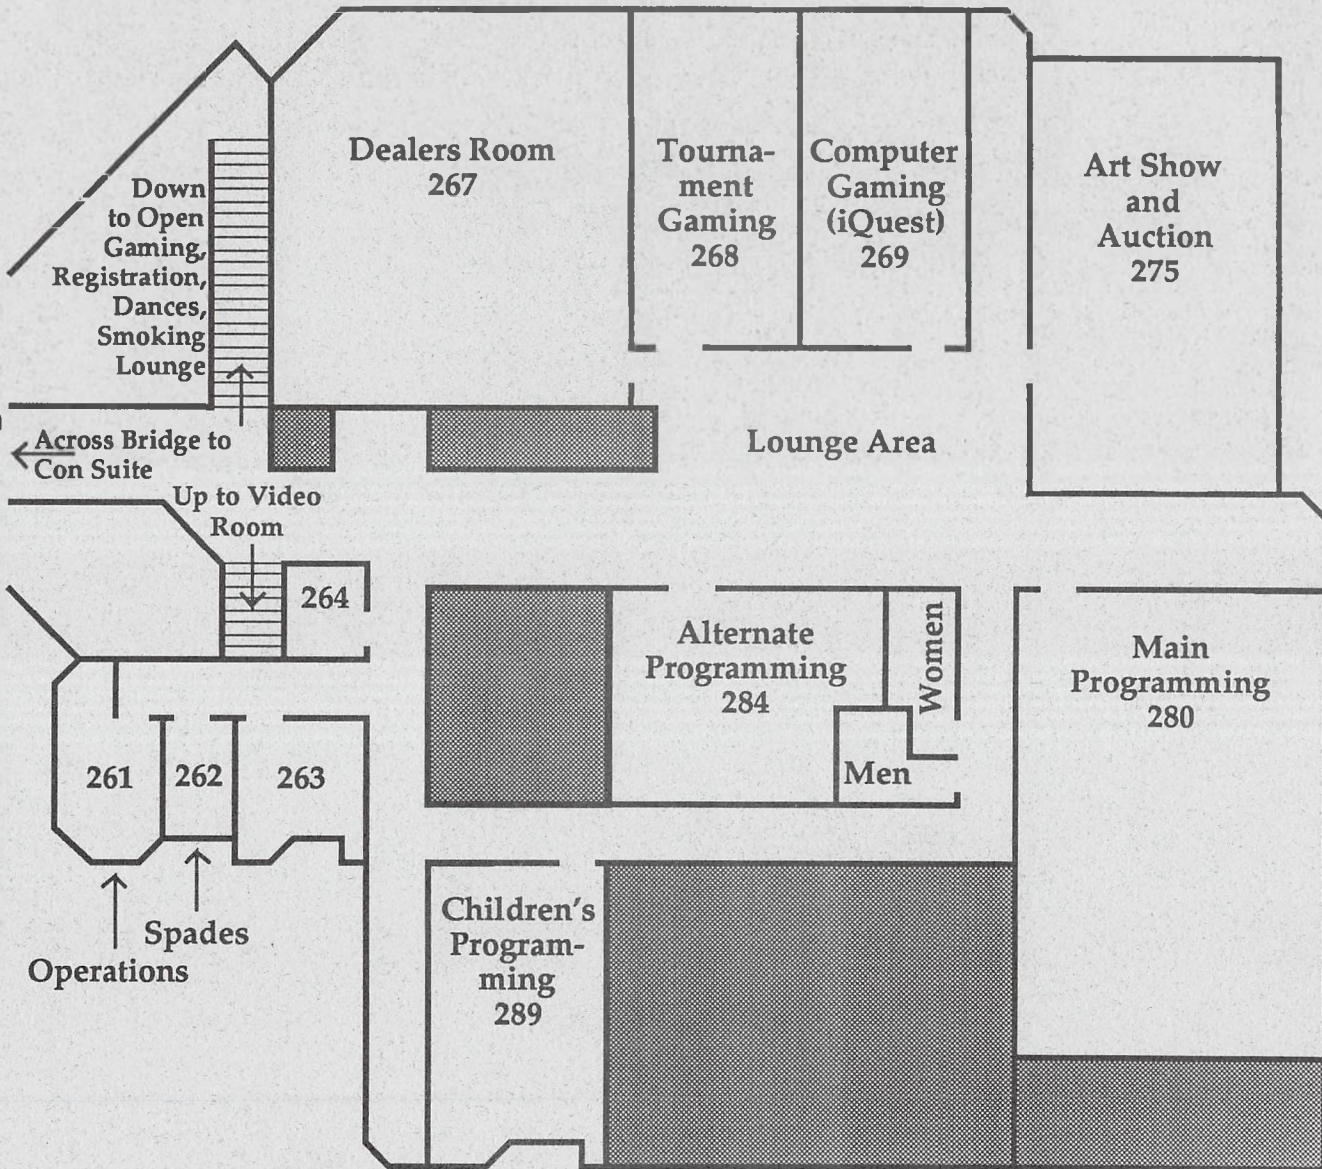 Dealers Room
267
Tourna-
ment
Gaming
268
Computer
Gaming
(iQuest)
269
Art Show
and
Auction
275
Down
to Open
Gaming,
Registration,
Dances,
Smoking
Lounge
Across Bridge to
Con Suite
Lounge Area
Up to Video
Room
264
Alternate
Programming
284
Women
Men
Main
Programming
280
261
262
263
Spades
Operations
Children's
Program-
ming
289